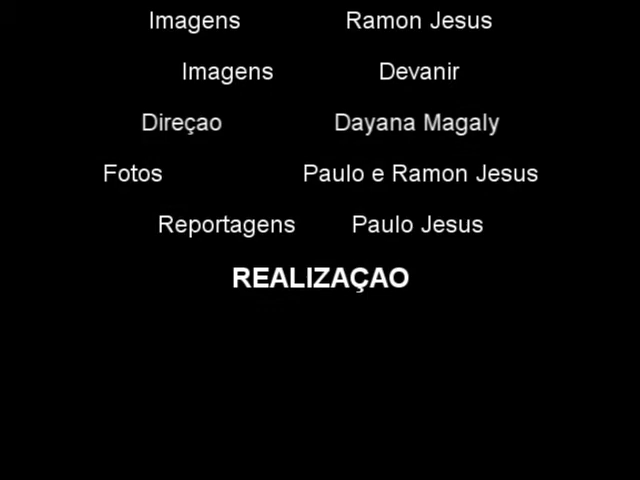 Imagens Ramon Jesus
Imagens Devanir
Direçao Dayana Magaly
Fotos Paulo e Ramon Jesus
Reportagens Paulo Jesus
REALIZAÇAO